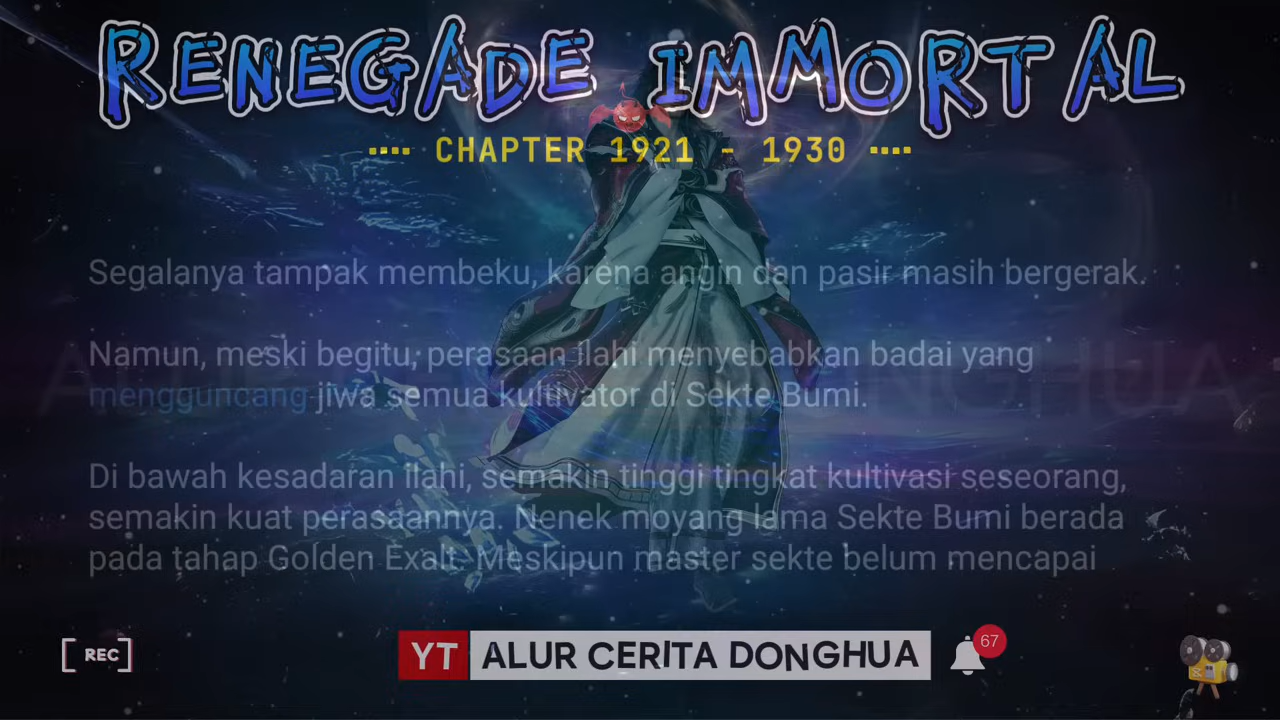 RENEGADE IMMORTAL
CHAPTER 1921 - 1930
Segalanya tampak membeku, karena angin dan pasir masih bergerak.
Namun, meski begitu, perasaan ilahi menyebabkan badai yang
mengguncang jiwa semua kultivator di Sekte Bumi.
Di bawah kesadaran ilahi, semakin tinggi tingkat kultivasi seseorang,
semakin kuat perasaannya. Nenek moyang lama Sekte Bumi berada
pada tahap Golden Exalt. Meskipun master sekte belum mencapai
REC
YT ALUR CERITA DONGHUA 67